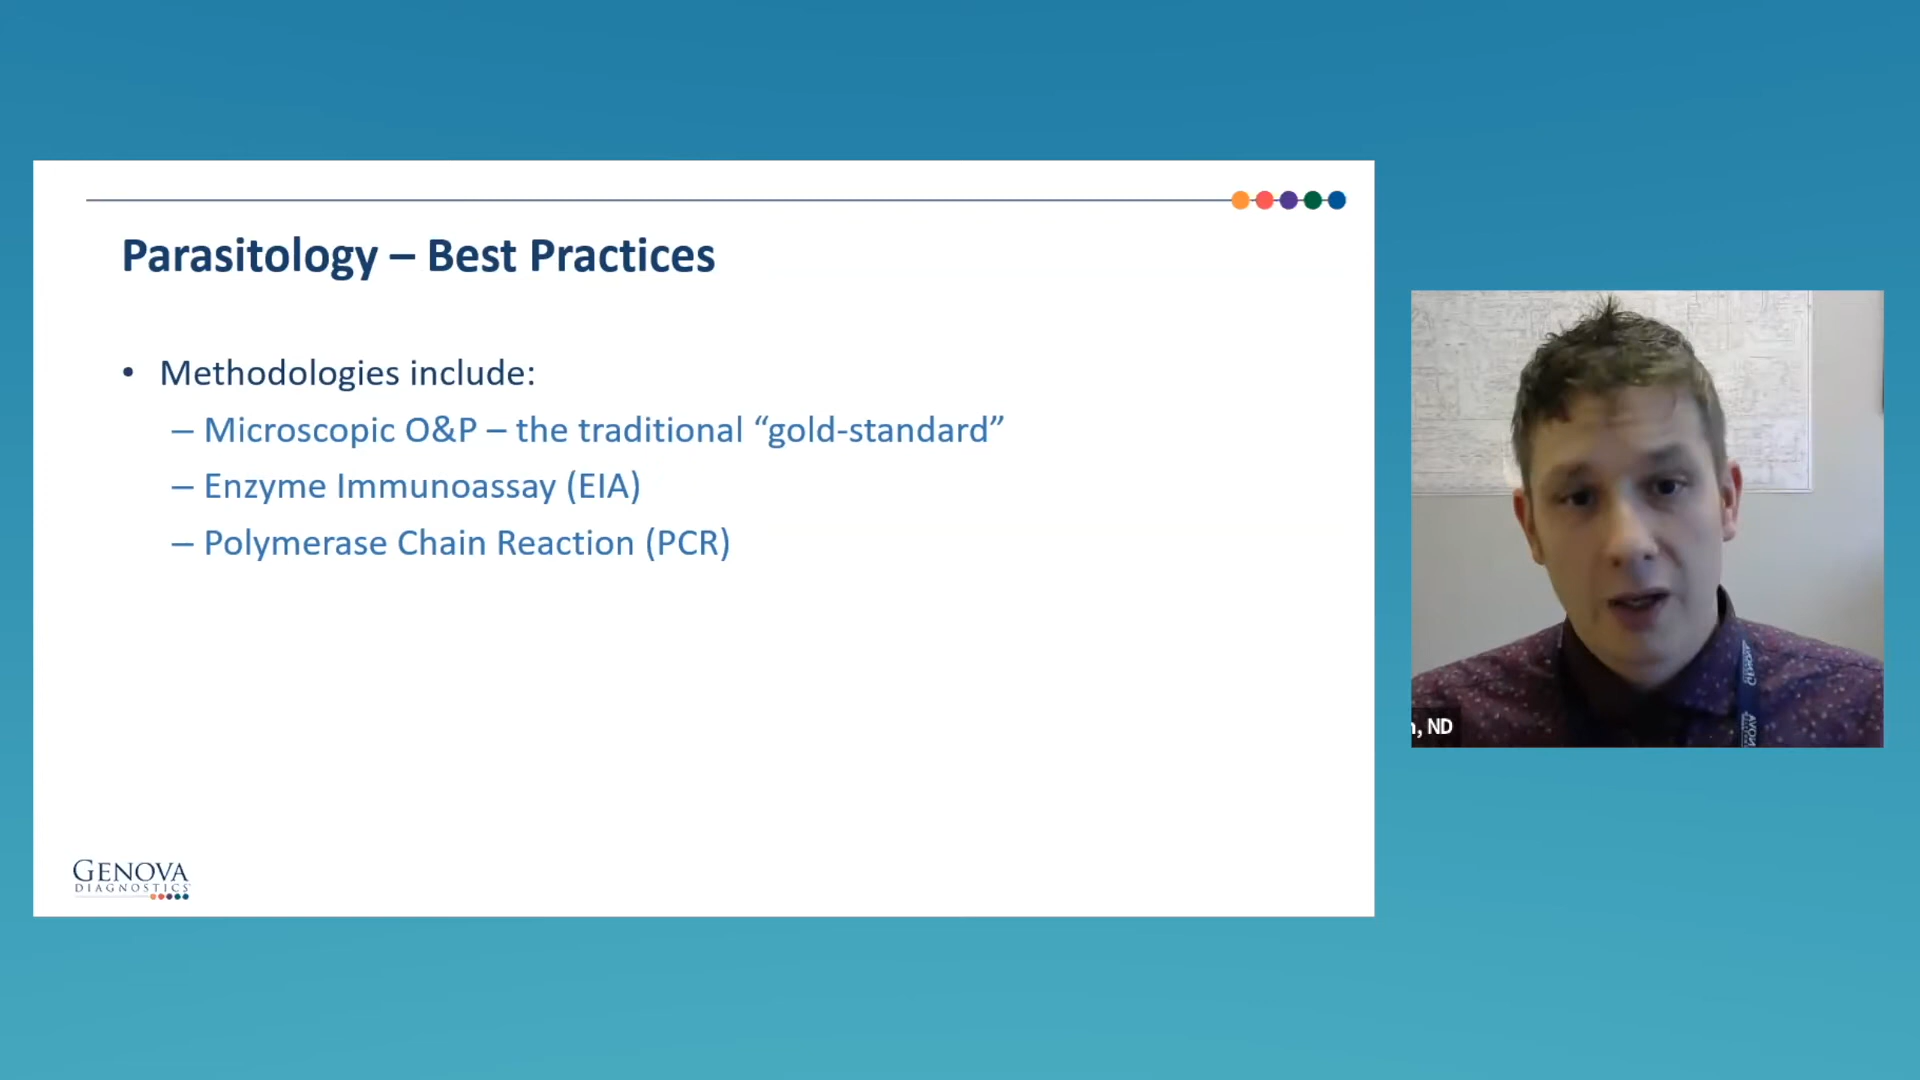 Parasitology – Best Practices
• Methodologies include:
– Microscopic O&P – the traditional “gold-standard”
– Enzyme Immunoassay (EIA)
– Polymerase Chain Reaction (PCR)
GENOVA
DIAGNOSTICS
, ND